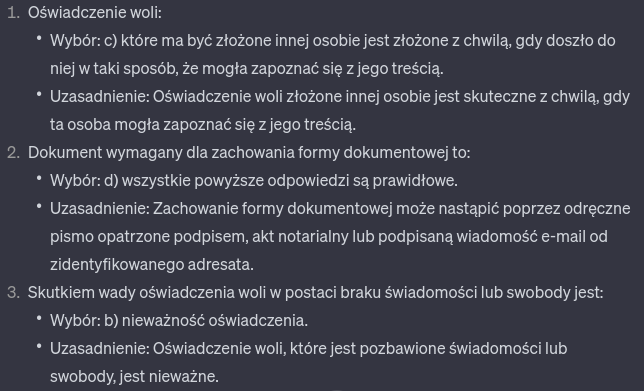 1. Oświadczenie woli:
• Wybór: c) które ma być złożone innej osobie jest złożone z chwilą, gdy doszło do
niej w taki sposób, że mogła zapoznać się z jego treścią.
• Uzasadnienie: Oświadczenie woli złożone innej osobie jest skuteczne z chwilą, gdy
ta osoba mogła zapoznać się z jego treścią.
2. Dokument wymagany dla zachowania formy dokumentowej to:
• Wybór: d) wszystkie powyższe odpowiedzi są prawidłowe.
• Uzasadnienie: Zachowanie formy dokumentowej może nastąpić poprzez odręczne
pismo opatrzone podpisem, akt notarialny lub podpisaną wiadomość e-mail od
zidentyfikowanego adresata.
3. Skutkiem wady oświadczenia woli w postaci braku świadomości lub swobody jest:
• Wybór: b) nieważność oświadczenia.
• Uzasadnienie: Oświadczenie woli, które jest pozbawione świadomości lub
swobody, jest nieważne.